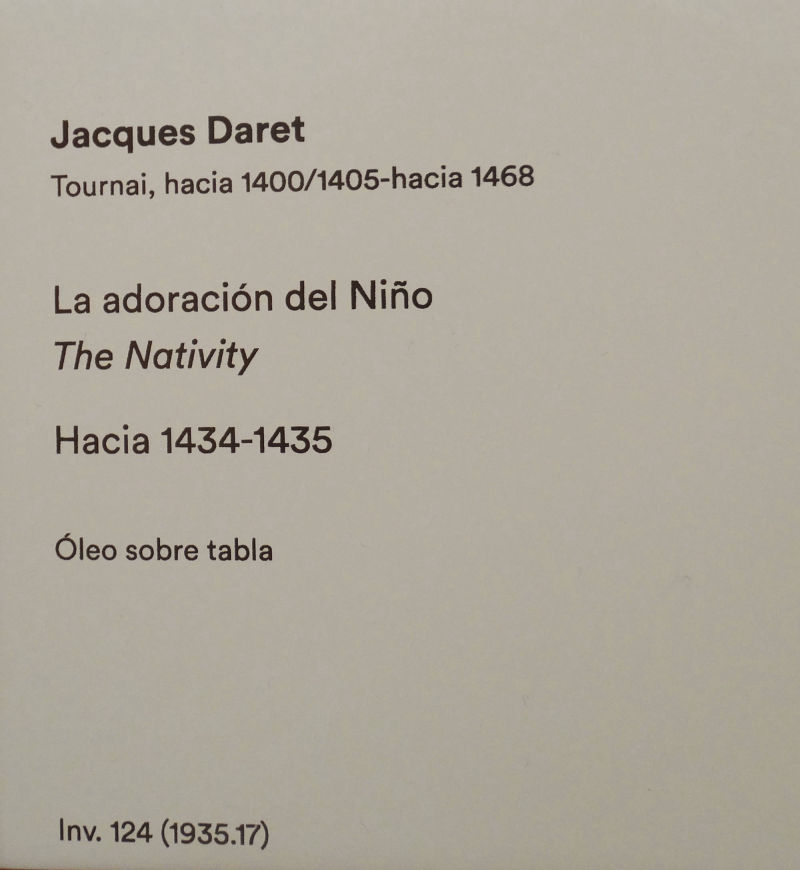 Jacques Daret
Tournai, hacia 1400/1405-hacia 1468
La adoración del Niño
The Nativity
Hacia 1434-1435
Óleo sobre tabla
Inv. 124 (1935.17)